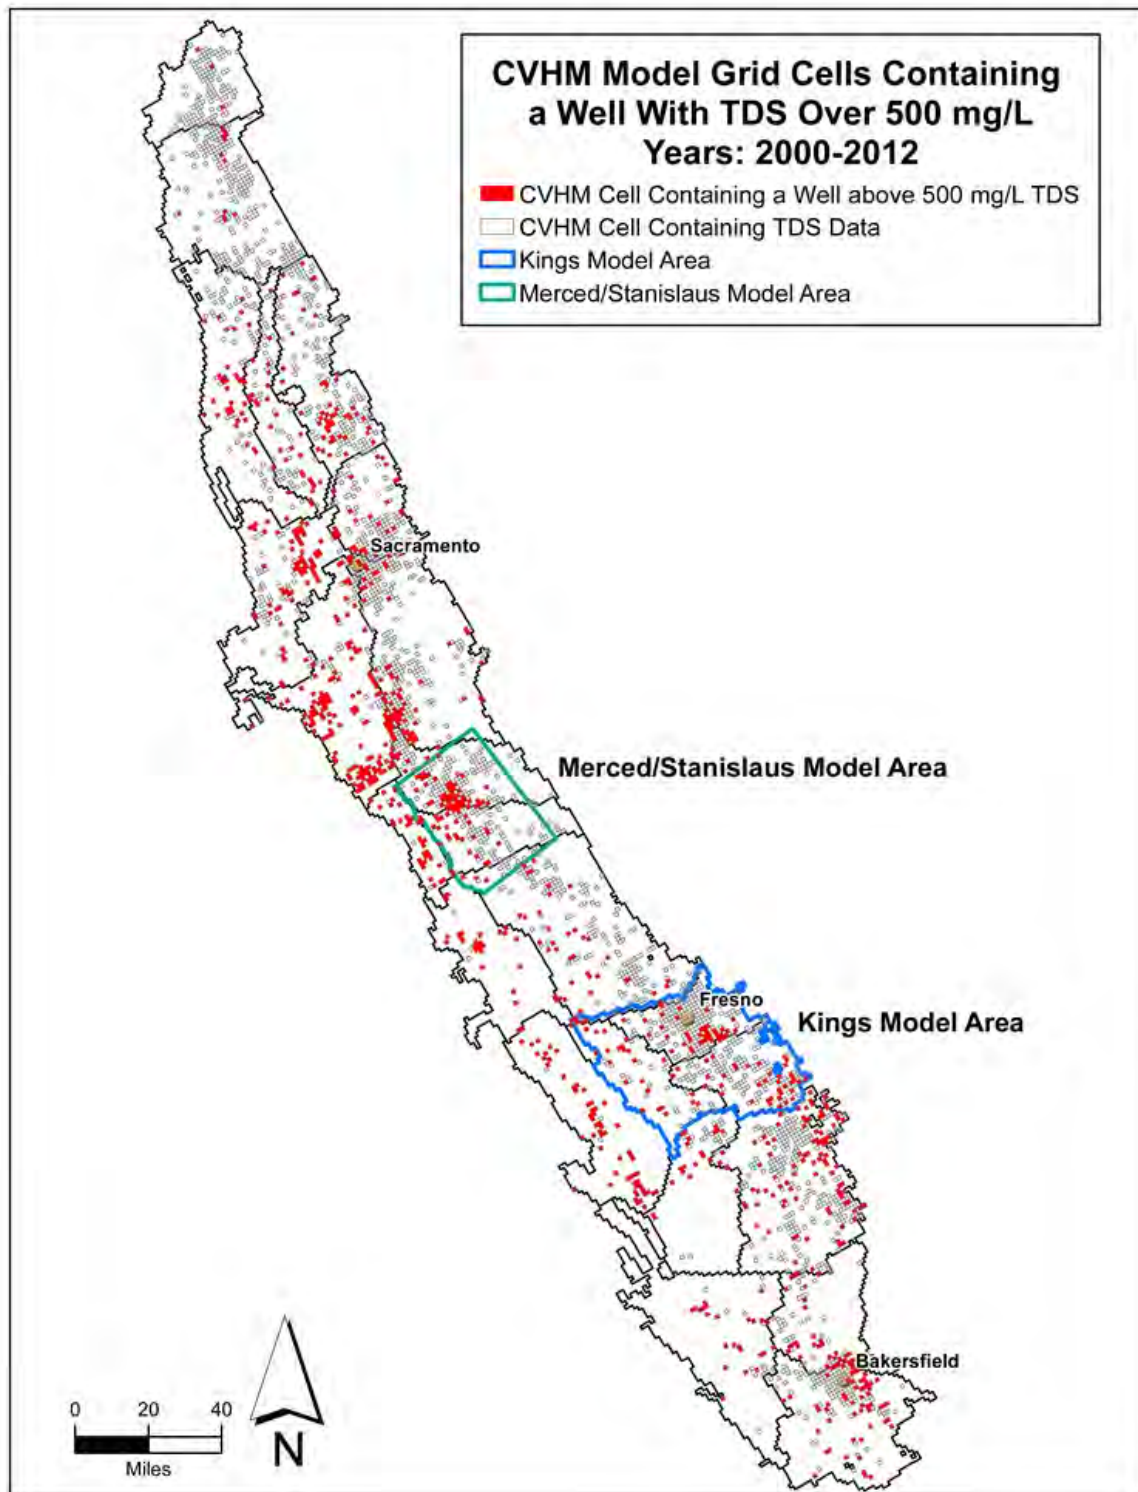 CVHM Model Grid Cells Containing
a Well With TDS Over 500 mg/L
Years: 2000-2012
CVHM Cell Containing a Well above 500 mg/L TDS
CVHM Cell Containing TDS Data
Kings Model Area
Merced/Stanislaus Model Area
Sacramento
Merced/Stanislaus Model Area
Fresno
Kings Model Area
Bakersfield
0 20 40
Miles
N